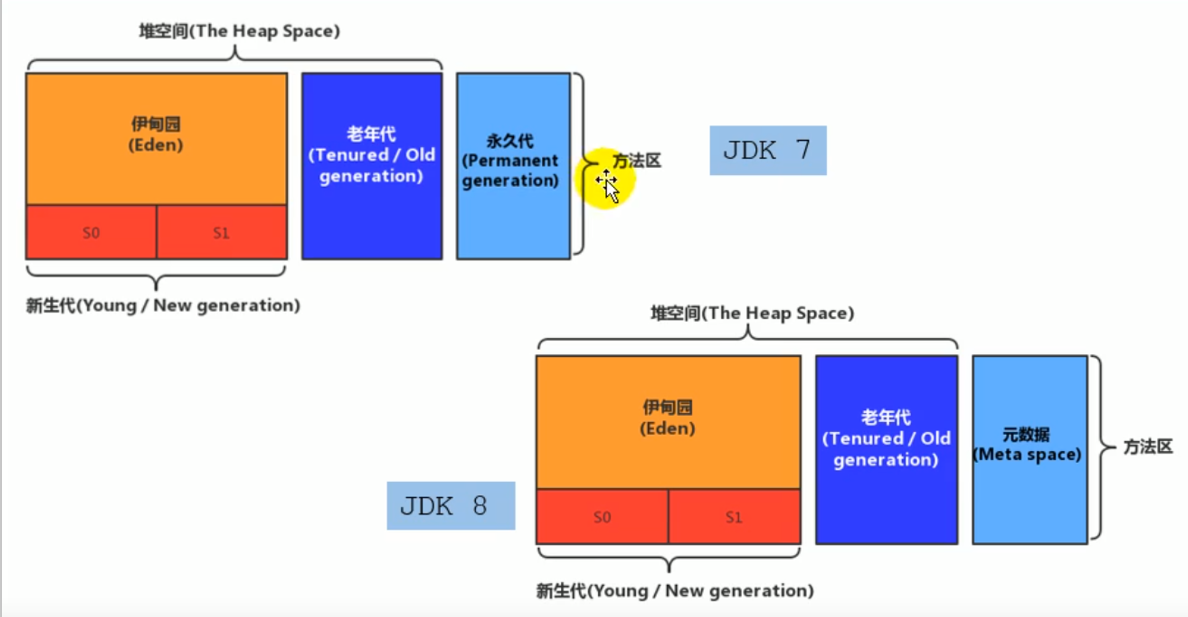 堆空间(The Heap Space)
伊甸园
(Eden)
S0
S1
老年代
(Tenured / Old
generation)
永久代
(Permanent
generation)
方法区
JDK 7
新生代(Young / New generation)
堆空间(The Heap Space)
伊甸园
(Eden)
S0
S1
老年代
(Tenured / Old
generation)
元数据
(Meta space)
方法区
JDK 8
新生代(Young / New generation)